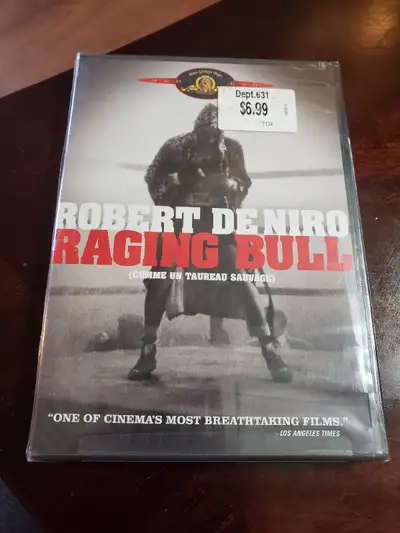 Dept.631
$6.99
ROBERT DE NIRO
RAGING BULL
(COMME UN TAUREAU SAUVAGE)
"ONE OF CINEMA'S MOST BREATHTAKING FILMS."
- LOS ANGELES TIMES